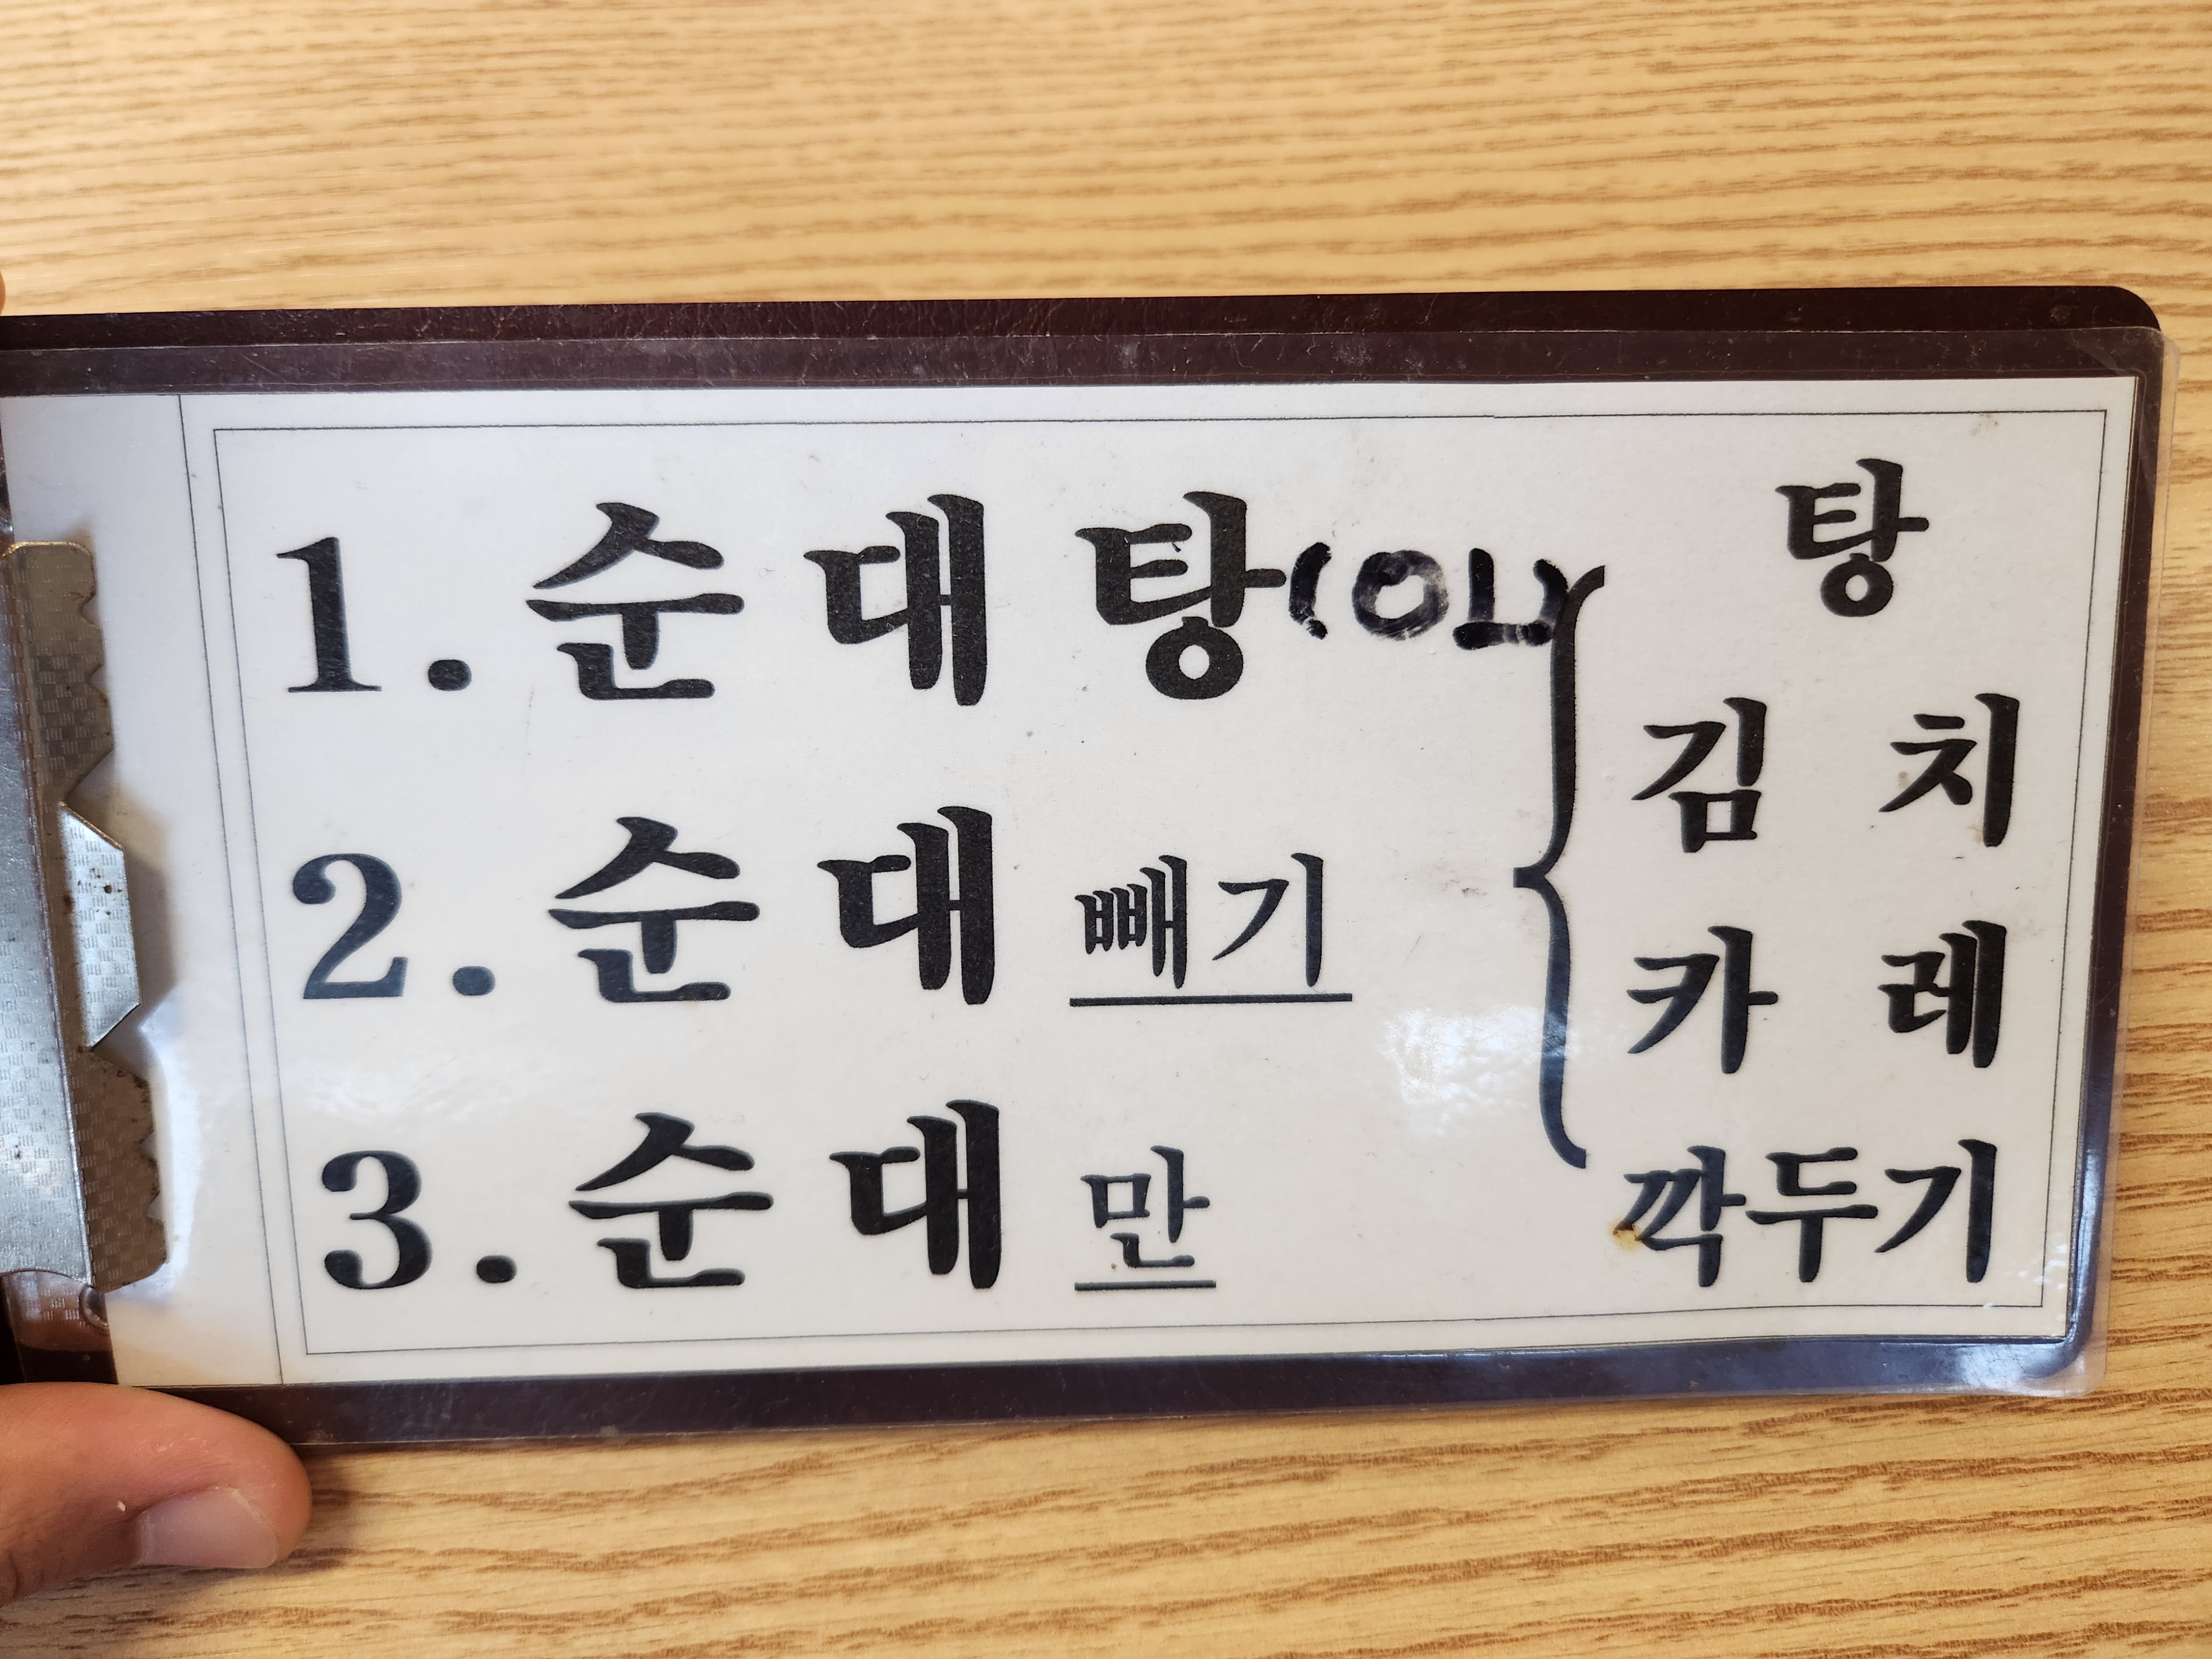 1. 순대탕
2. 순대 빼기
3. 순대 만
탕
김치
카레
깍두기